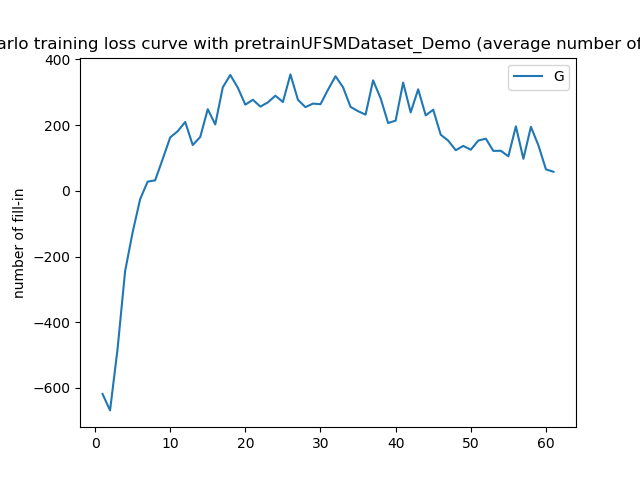 arlo training loss curve with pretrainUFSMDataset_Demo (average number of
G
number of fill-in
400
200
0
−200
−400
−600
0 10 20 30 40 50 60